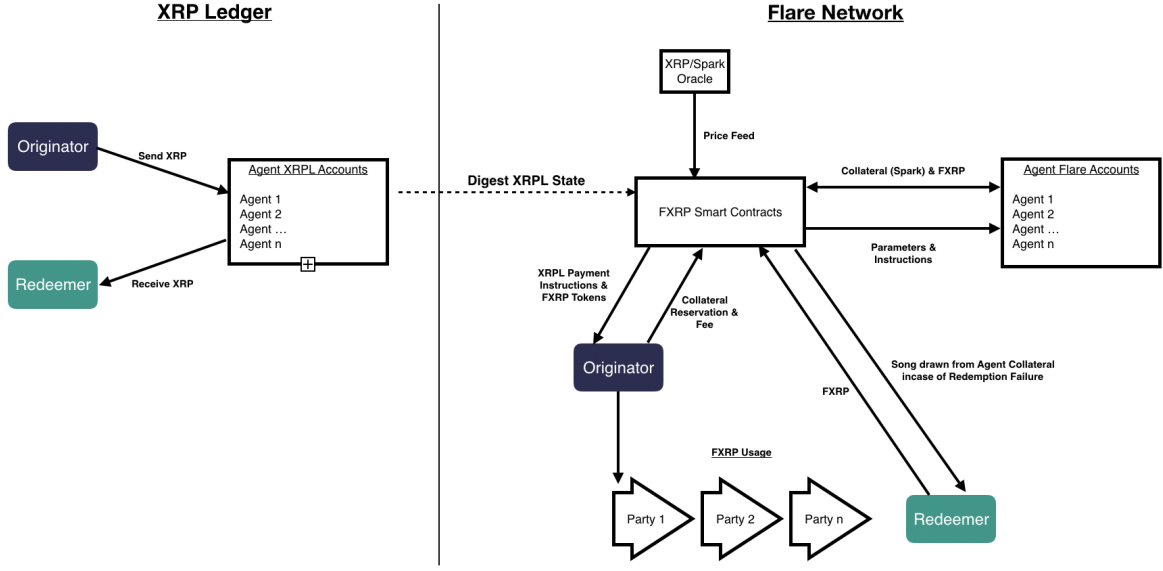 XRP Ledger
Flare Network
XRP/Spark
Oracle
Price Feed
Originator
Send XRP
Agent XRPL Accounts
Agent 1
Agent 2
Agent ...
Agent n
Redeemer
Receive XRP
Digest XRPL State
FXRP Smart Contracts
Collateral (Spark) & FXRP
Agent Flare Accounts
Agent 1
Agent 2
Agent ...
Agent n
Parameters &
Instructions
XRPL Payment
Instructions &
FXRP Tokens
Collateral
Reservation &
Fee
Originator
Song drawn from Agent Collateral
incase of Redemption Failure
FXRP
FXRP Usage
Party 1
Party 2
Party n
Redeemer